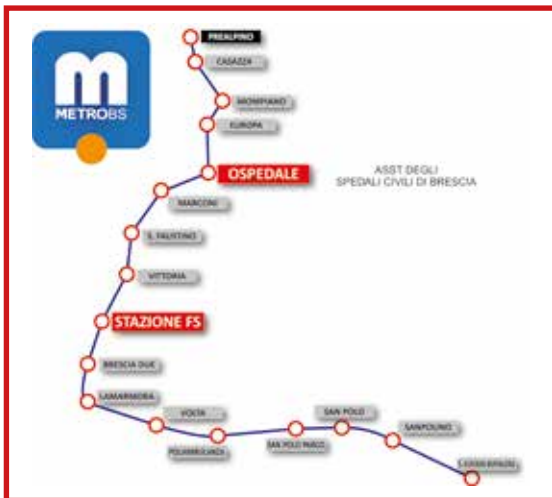 m
METROBS
PREALPINO
CASAZZA
MOMPIANO
EUROPA
OSPEDALE
ASST DEGLI
SPEDALI CIVILI DI BRESCIA
MARCONI
S. FAUSTINO
VITTORIA
STAZIONE FS
BRESCIA DUE
LAMARMORA
VOLTA
POLIAMBULANZA
SAN POLO PARCO
SAN POLO
SANPOLINO